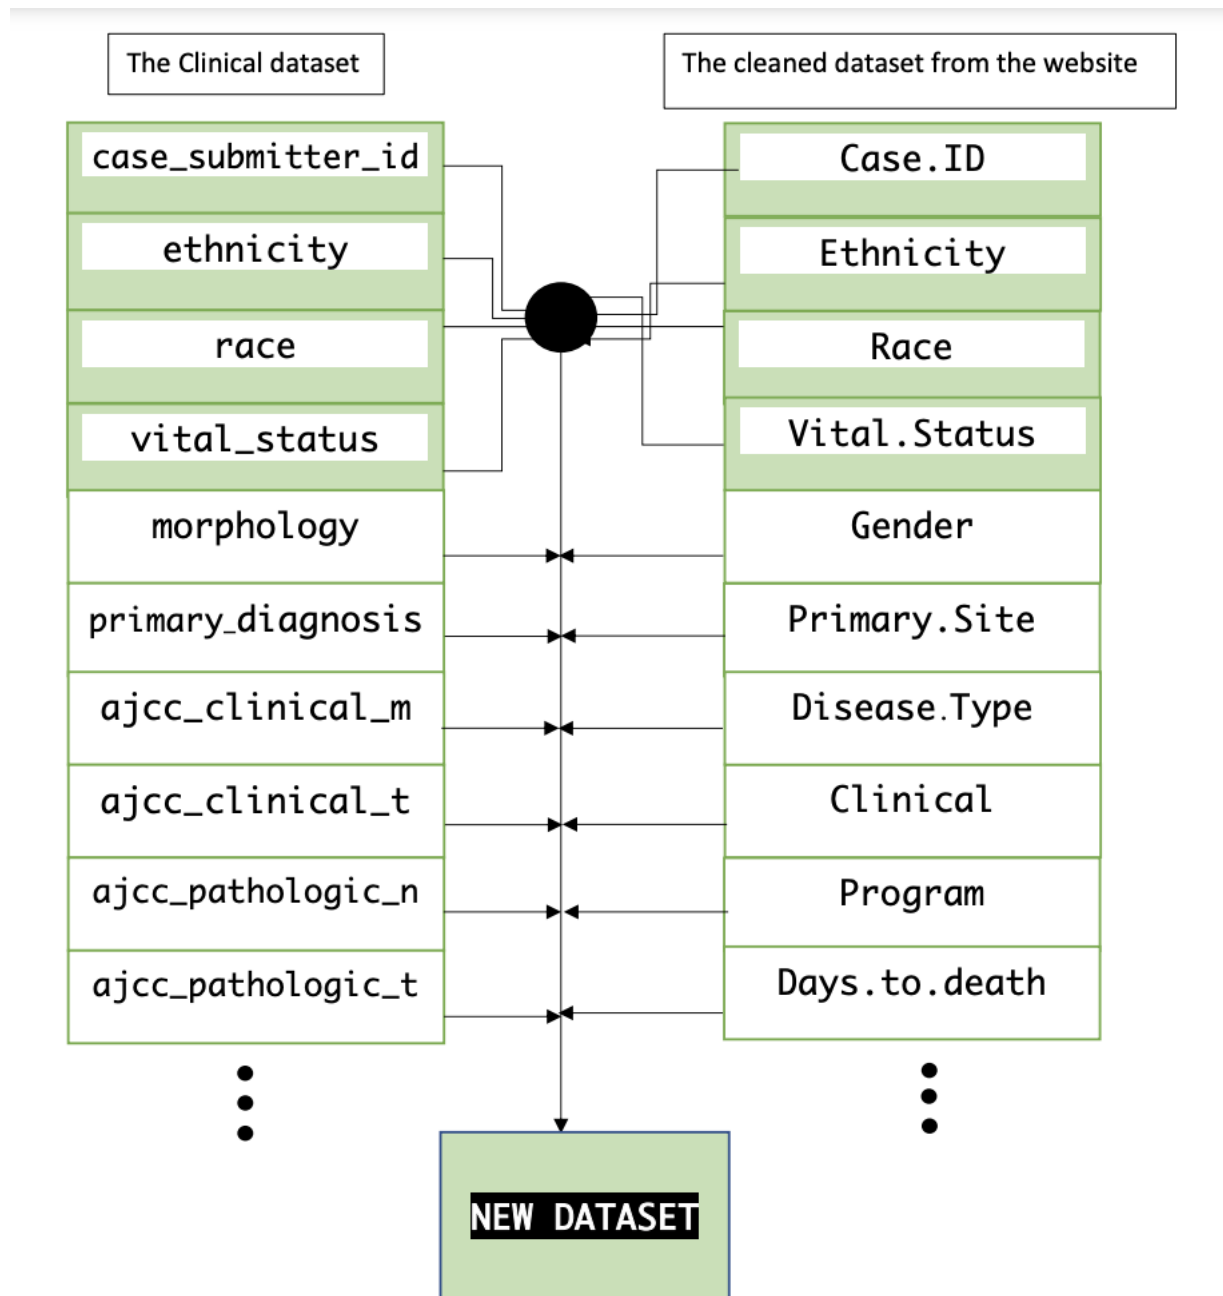 The Clinical dataset
The cleaned dataset from the website
case_submitter_id
ethnicity
race
vital_status
morphology
primary_diagnosis
ajcc_clinical_m
ajcc_clinical_t
ajcc_pathologic_n
ajcc_pathologic_t
Case.ID
Ethnicity
Race
Vital.Status
Gender
Primary.Site
Disease.Type
Clinical
Program
Days.to.death
NEW DATASET